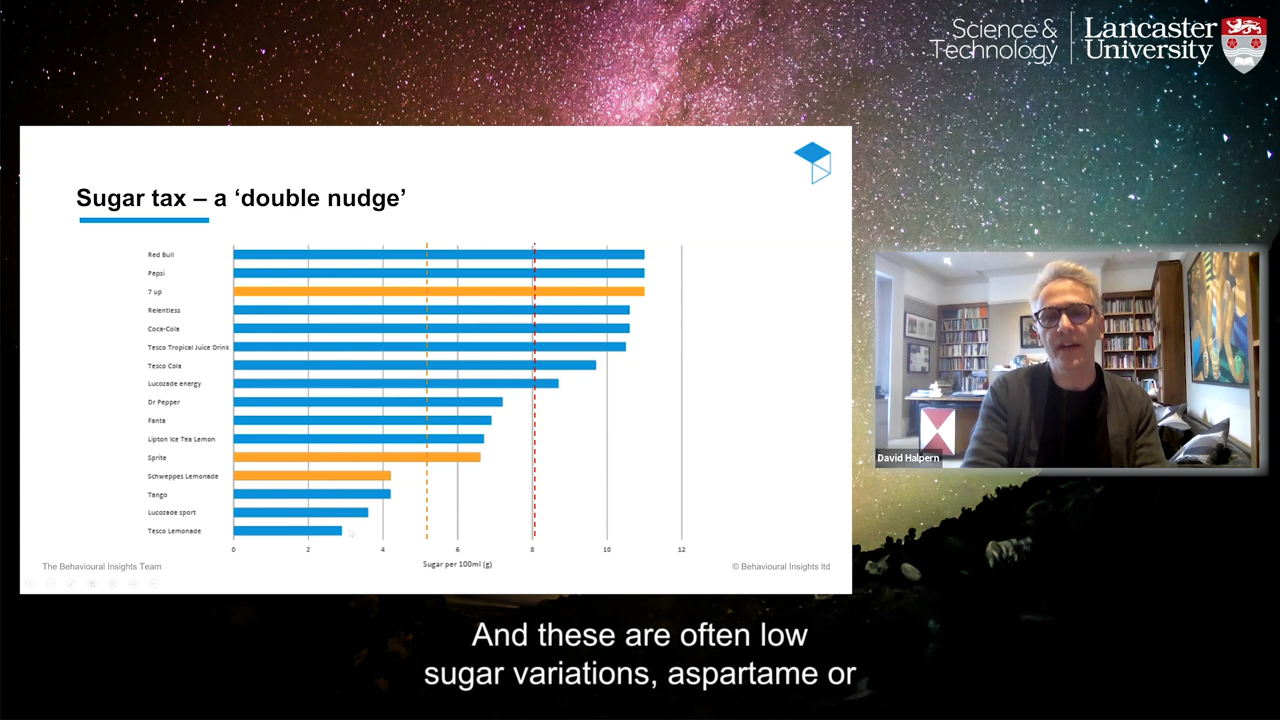 Science &
Technology
Lancaster
University
Sugar tax – a ‘double nudge’
Red Bull
Pepsi
7 up
Relentless
Coca-Cola
Tesco Tropical Juice Drink
Tesco Cola
Lucozade energy
Dr Pepper
Fanta
Lipton Ice Tea Lemon
Sprite
Schweppes Lemonade
Tango
Lucozade sport
Tesco Lemonade
0 2 4 6 8 10 12
Sugar per 100ml (g)
The Behavioural Insights Team
© Behavioural Insights ltd
David Halpern
And these are often low
sugar variations, aspartame or